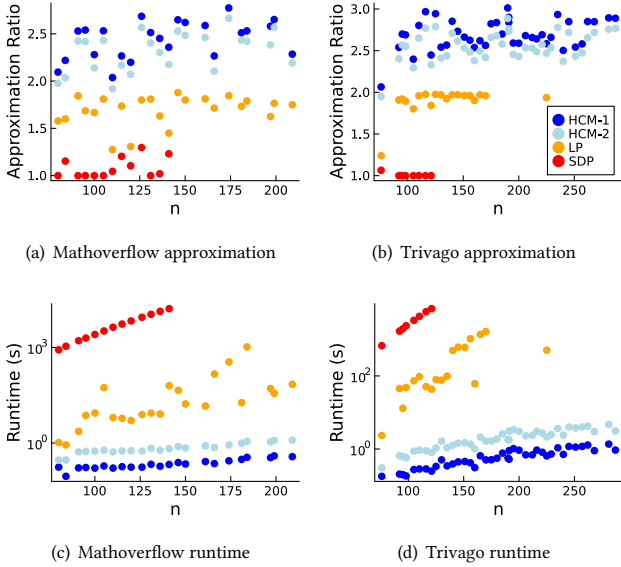 Approximation Ratio
2.5
2.0
1.5
1.0
100
125
150
175
200
n
(a) Mathoverflow approximation
Approximation Ratio
3.0
2.5
2.0
1.5
1.0
100
150
200
250
n
HCM-1
HCM-2
LP
SDP
(b) Trivago approximation
Runtime (s)
10³
10⁰
100
125
150
175
200
n
(c) Mathoverflow runtime
Runtime (s)
10²
10⁰
100
150
200
250
n
(d) Trivago runtime